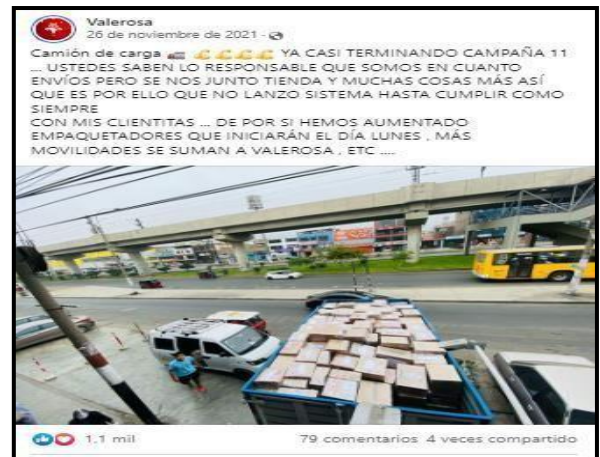 Valerosa
26 de noviembre de 2021 ·
Camión de carga 🚛 💪💪💪💪 YA CASI TERMINANDO CAMPAÑA 11
... USTEDES SABEN LO RESPONSABLE QUE SOMOS EN CUANTO
ENVÍOS PERO SE NOS JUNTO TIENDA Y MUCHAS COSAS MÁS ASÍ
QUE ES POR ELLO QUE NO LANZO SISTEMA HASTA CUMPLIR COMO
SIEMPRE
CON MIS CLIENTITAS ... DE POR SI HEMOS AUMENTADO
EMPAQUETADORES QUE INICIARÁN EL DÍA LUNES , MÁS
MOVILIDADES SE SUMAN A VALEROSA , ETC ....
1.1 mil
79 comentarios 4 veces compartido